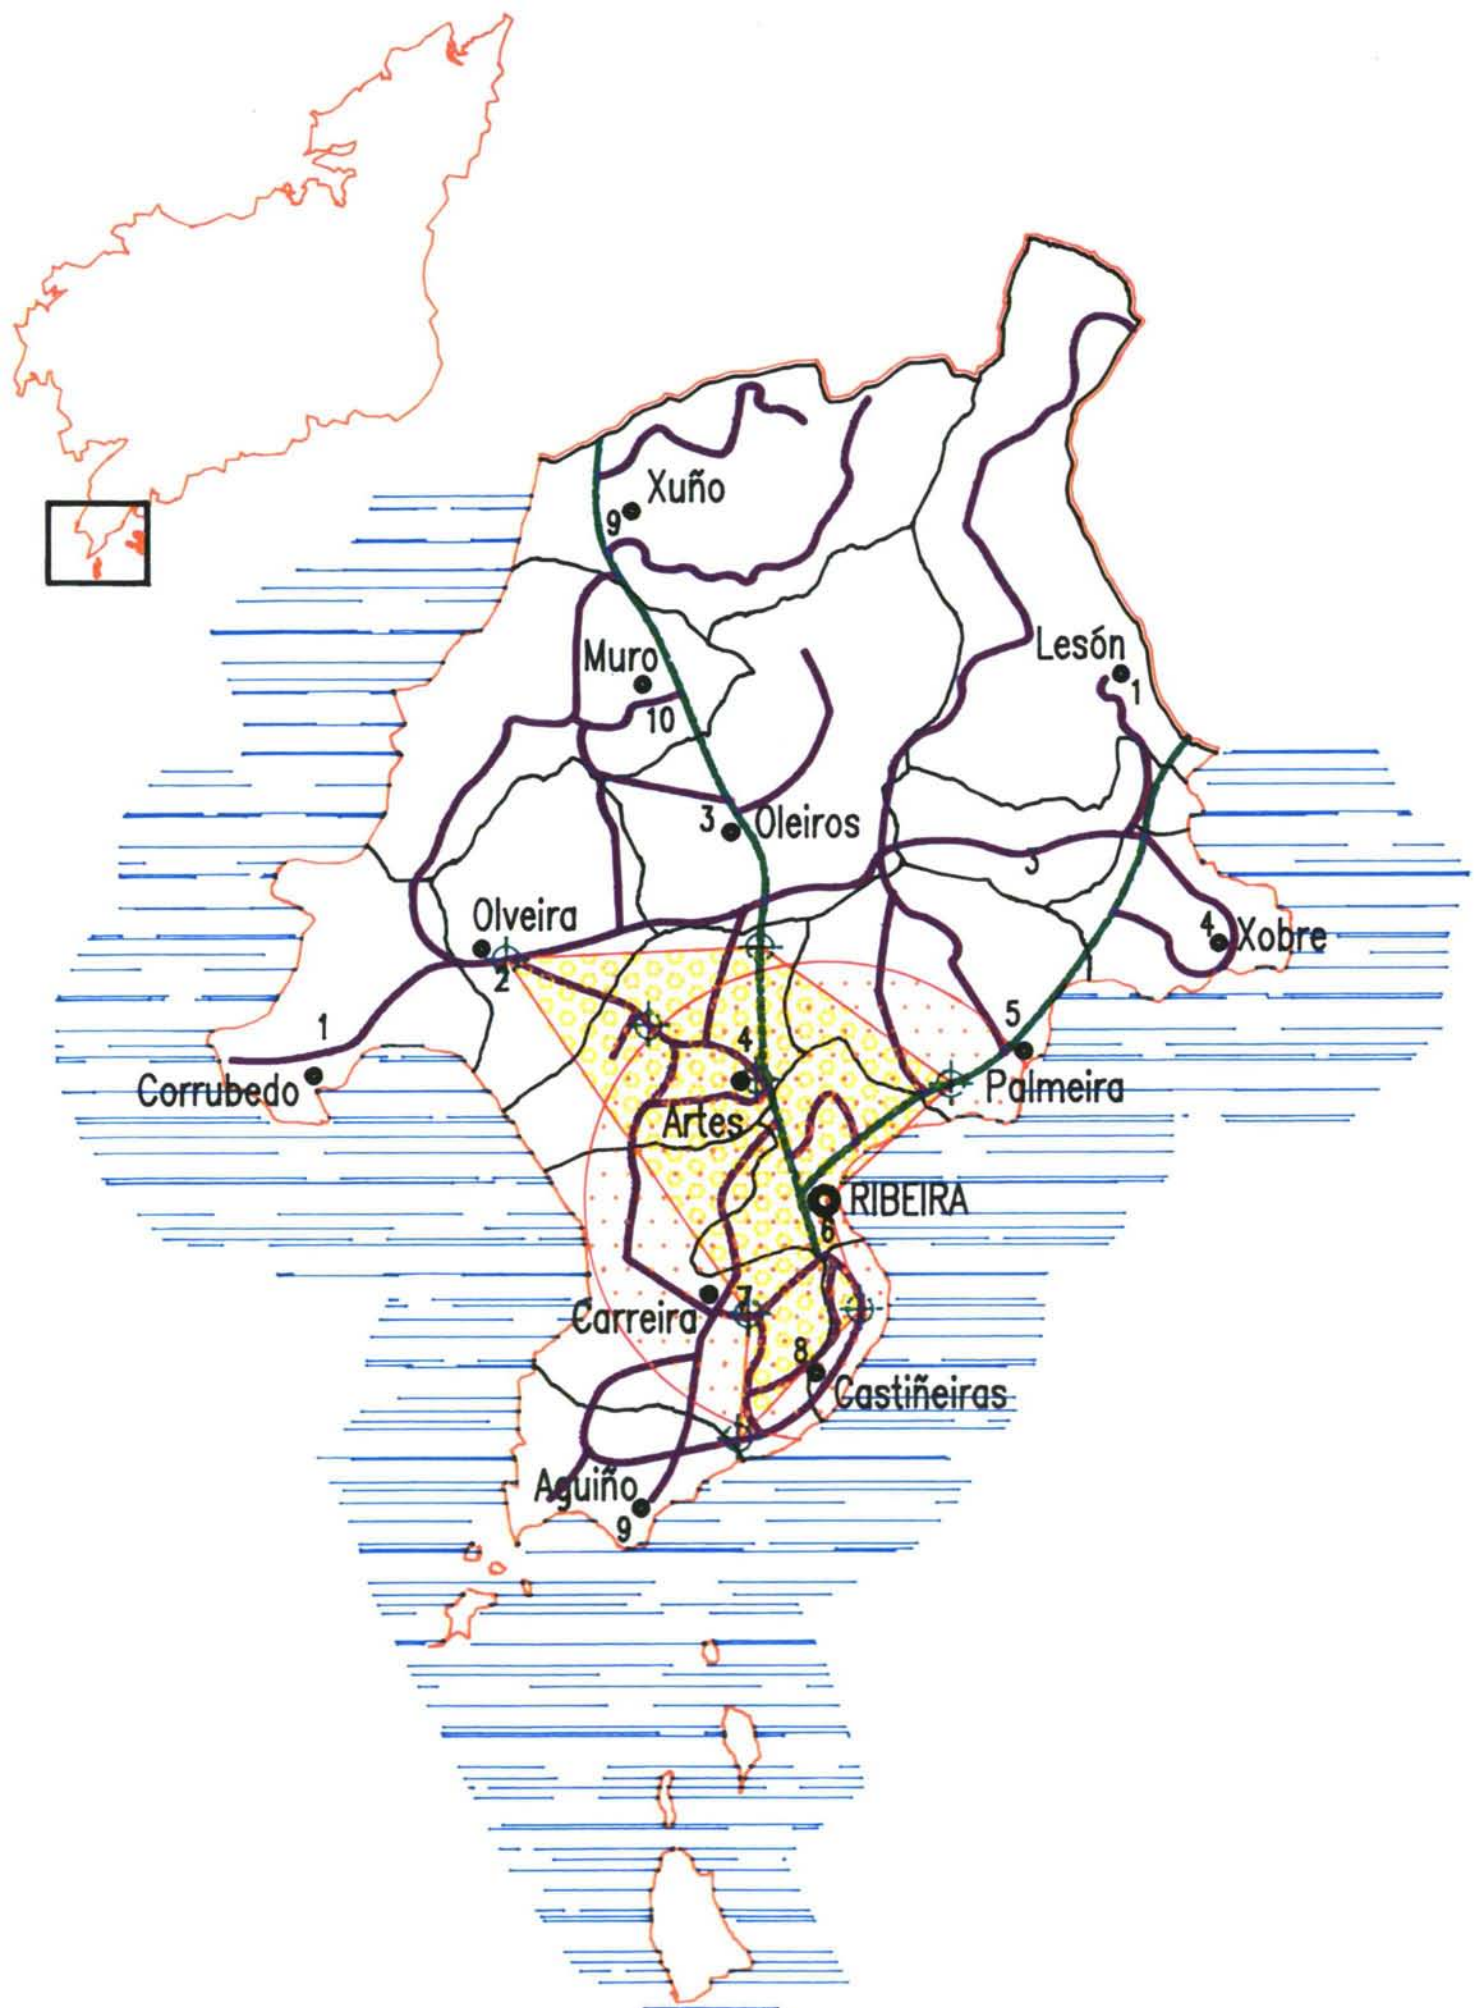 Xuño
9
Muro
10
Lesón
1
3
Oleiros
3
Olveira
2
4
Xobre
1
Corrubedo
5
Palmeira
4
Artes
RIBEIRA
6
7
Carreira
8
Castiñeiras
Aguiño
9